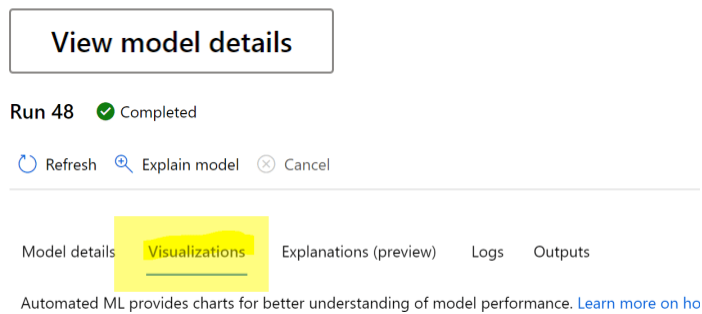 View model details
Run 48 Completed
Refresh Explain model Cancel
Model details Visualizations Explanations (preview) Logs Outputs
Automated ML provides charts for better understanding of model performance. Learn more on ho